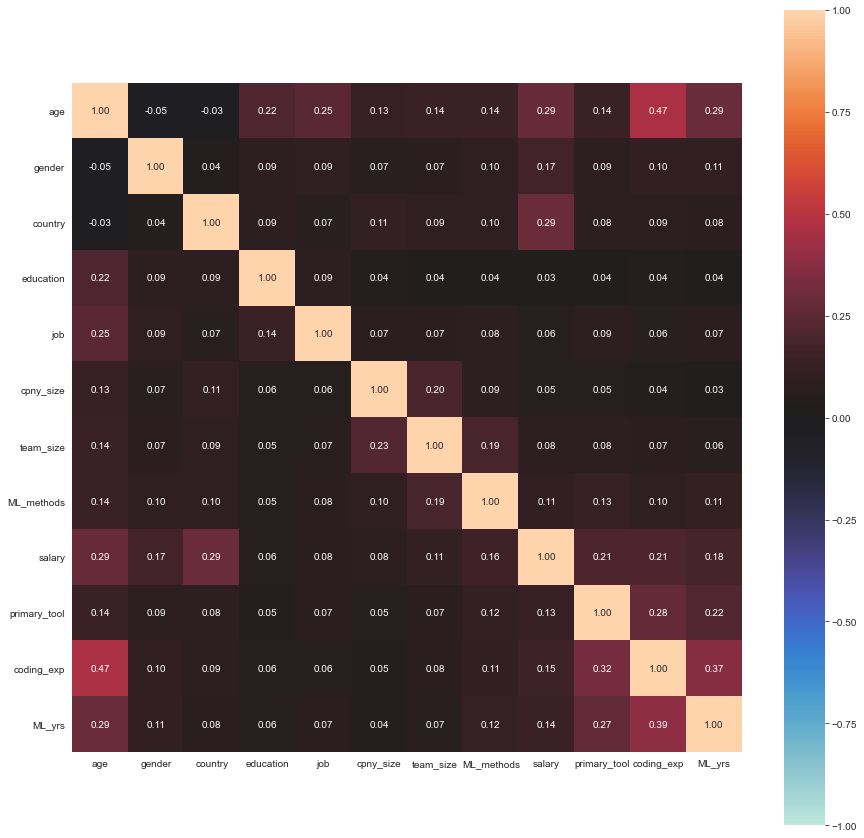 1.00
age 1.00 -0.05 -0.03 0.22 0.25 0.13 0.14 0.14 0.29 0.14 0.47 0.29
gender -0.05 1.00 0.04 0.09 0.09 0.07 0.07 0.10 0.17 0.09 0.10 0.11
0.75
country -0.03 0.04 1.00 0.09 0.07 0.11 0.09 0.10 0.29 0.08 0.09 0.08
0.50
education 0.22 0.09 0.09 1.00 0.09 0.04 0.04 0.04 0.03 0.04 0.04 0.04
0.25
job 0.25 0.09 0.07 0.14 1.00 0.07 0.07 0.08 0.06 0.09 0.06 0.07
cpny_size 0.13 0.07 0.11 0.06 0.06 1.00 0.20 0.09 0.05 0.05 0.04 0.03
0.00
team_size 0.14 0.07 0.09 0.05 0.07 0.23 1.00 0.19 0.08 0.08 0.07 0.06
ML_methods 0.14 0.10 0.10 0.05 0.08 0.10 0.19 1.00 0.11 0.13 0.10 0.11
−0.25
salary 0.29 0.17 0.29 0.06 0.08 0.08 0.11 0.16 1.00 0.21 0.21 0.18
primary_tool 0.14 0.09 0.08 0.05 0.07 0.05 0.07 0.12 0.13 1.00 0.28 0.22
−0.50
coding_exp 0.47 0.10 0.09 0.06 0.06 0.05 0.08 0.11 0.15 0.32 1.00 0.37
ML_yrs 0.29 0.11 0.08 0.06 0.07 0.04 0.07 0.12 0.14 0.27 0.39 1.00
−0.75
age gender country education job cpny_size team_size ML_methods salary primary_tool coding_exp ML_yrs
−1.00